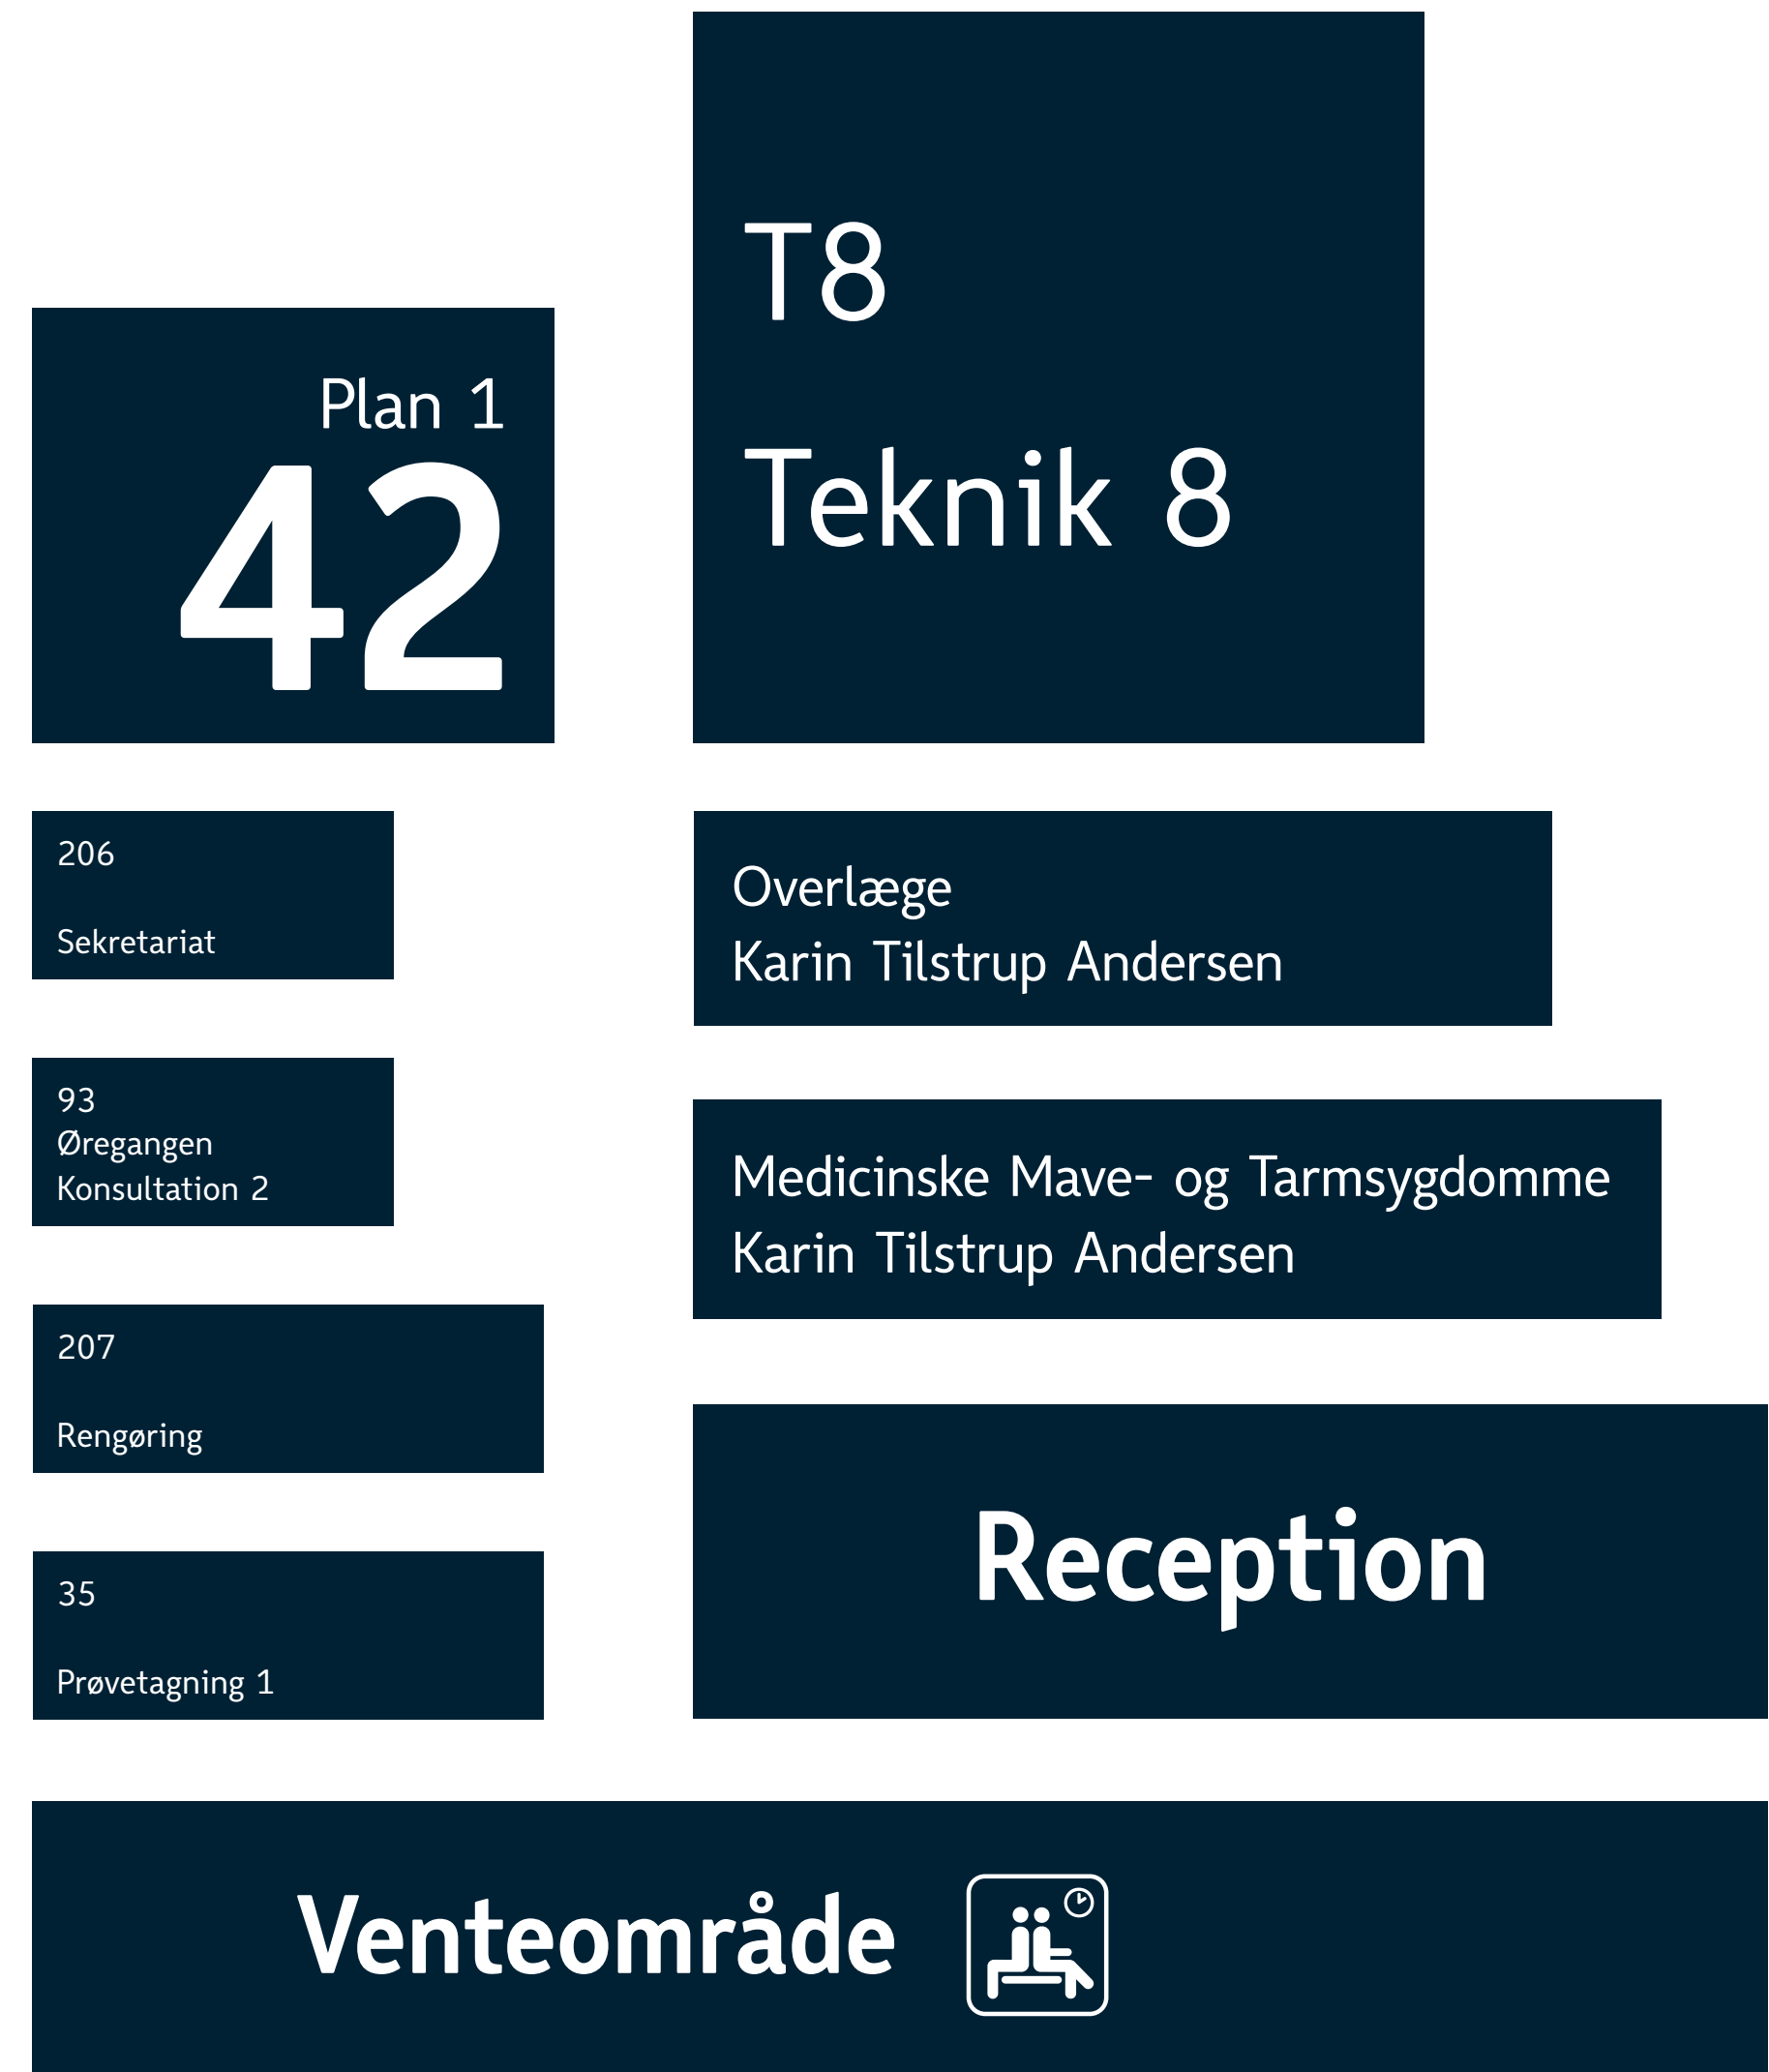 T8
Teknik 8
Plan 1
42
206
Sekretariat
Overlæge
Karin Tilstrup Andersen
93
Øregangen
Konsultation 2
Medicinske Mave- og Tarmsygdomme
Karin Tilstrup Andersen
207
Rengøring
Reception
35
Prøvetagning 1
Venteområde